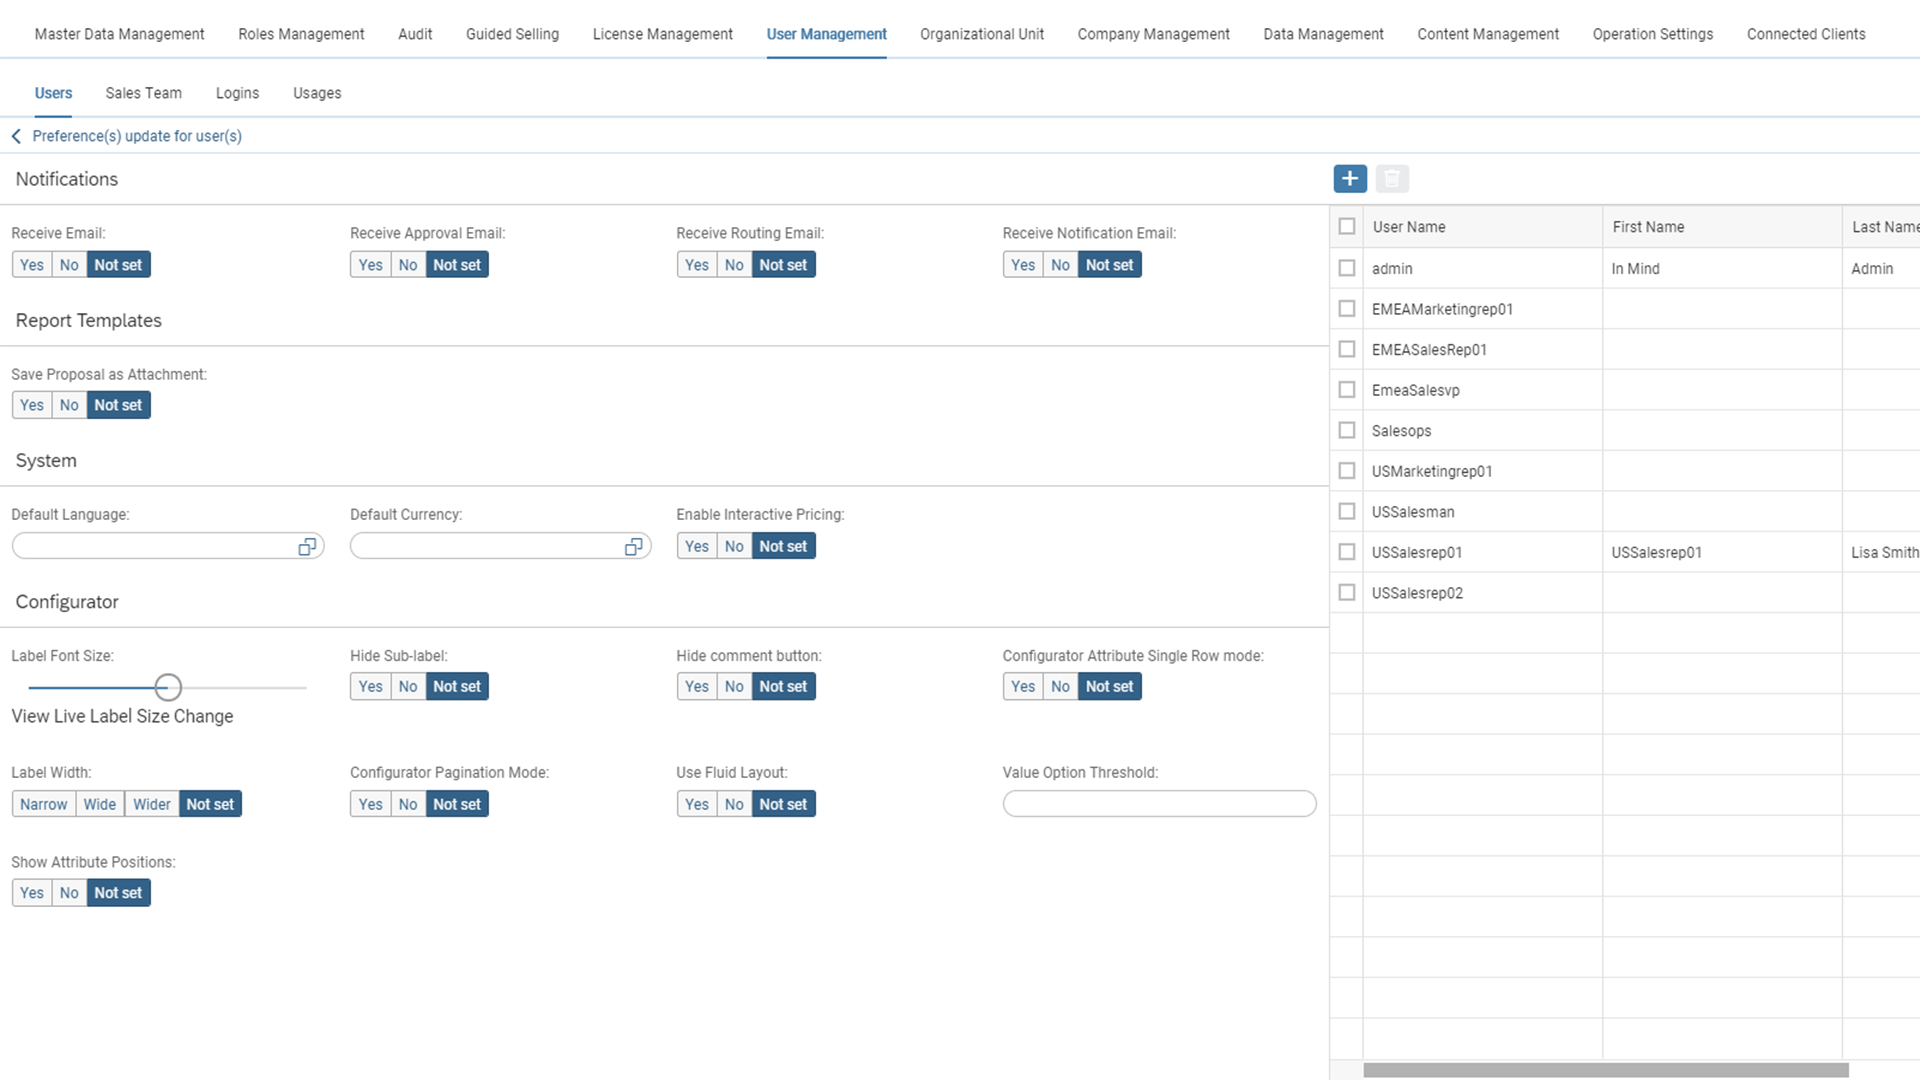 Master Data Management Roles Management Audit Guided Selling License Management User Management Organizational Unit Company Management Data Management Content Management Operation Settings Connected Clients
Users Sales Team Logins Usages
Preference(s) update for user(s)
Notifications
Receive Email: Receive Approval Email: Receive Routing Email: Receive Notification Email:
Yes No Not set Yes No Not set Yes No Not set Yes No Not set
Report Templates
Save Proposal as Attachment:
Yes No Not set
System
Default Language: Default Currency: Enable Interactive Pricing:
Yes No Not set
Configurator
Label Font Size: Hide Sub-label: Hide comment button: Configurator Attribute Single Row mode:
Yes No Not set Yes No Not set Yes No Not set
View Live Label Size Change
Label Width: Configurator Pagination Mode: Use Fluid Layout: Value Option Threshold:
Narrow Wide Wider Not set Yes No Not set Yes No Not set
Show Attribute Positions:
Yes No Not set
User Name First Name Last Name
admin In Mind Admin
EMEAMarketingrep01
EMEASalesRep01
EmeaSalesvp
Salesops
USMarketingrep01
USSalesman
USSalesrep01 USSalesrep01 Lisa Smith
USSalesrep02